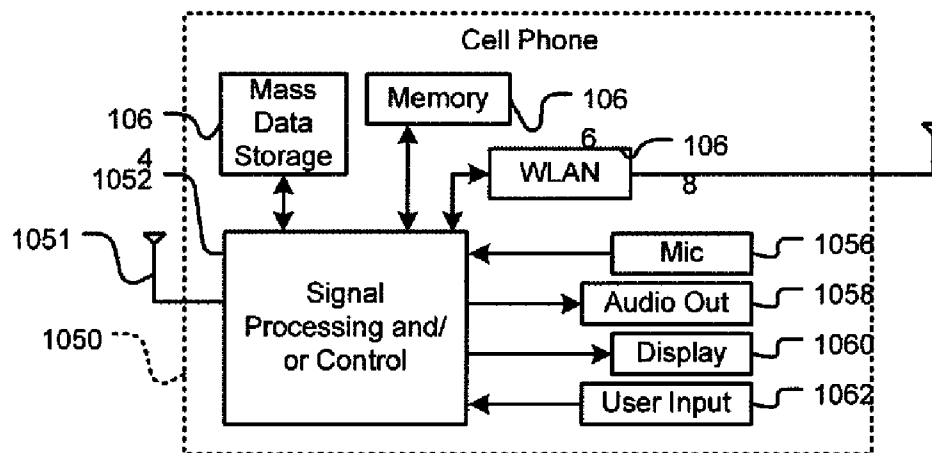 Cell Phone
Mass
Data
Storage
106
4
Memory
106
6
WLAN
106
8
1052
1051
1050
Signal
Processing and/
or Control
Mic
1056
Audio Out
1058
Display
1060
User Input
1062